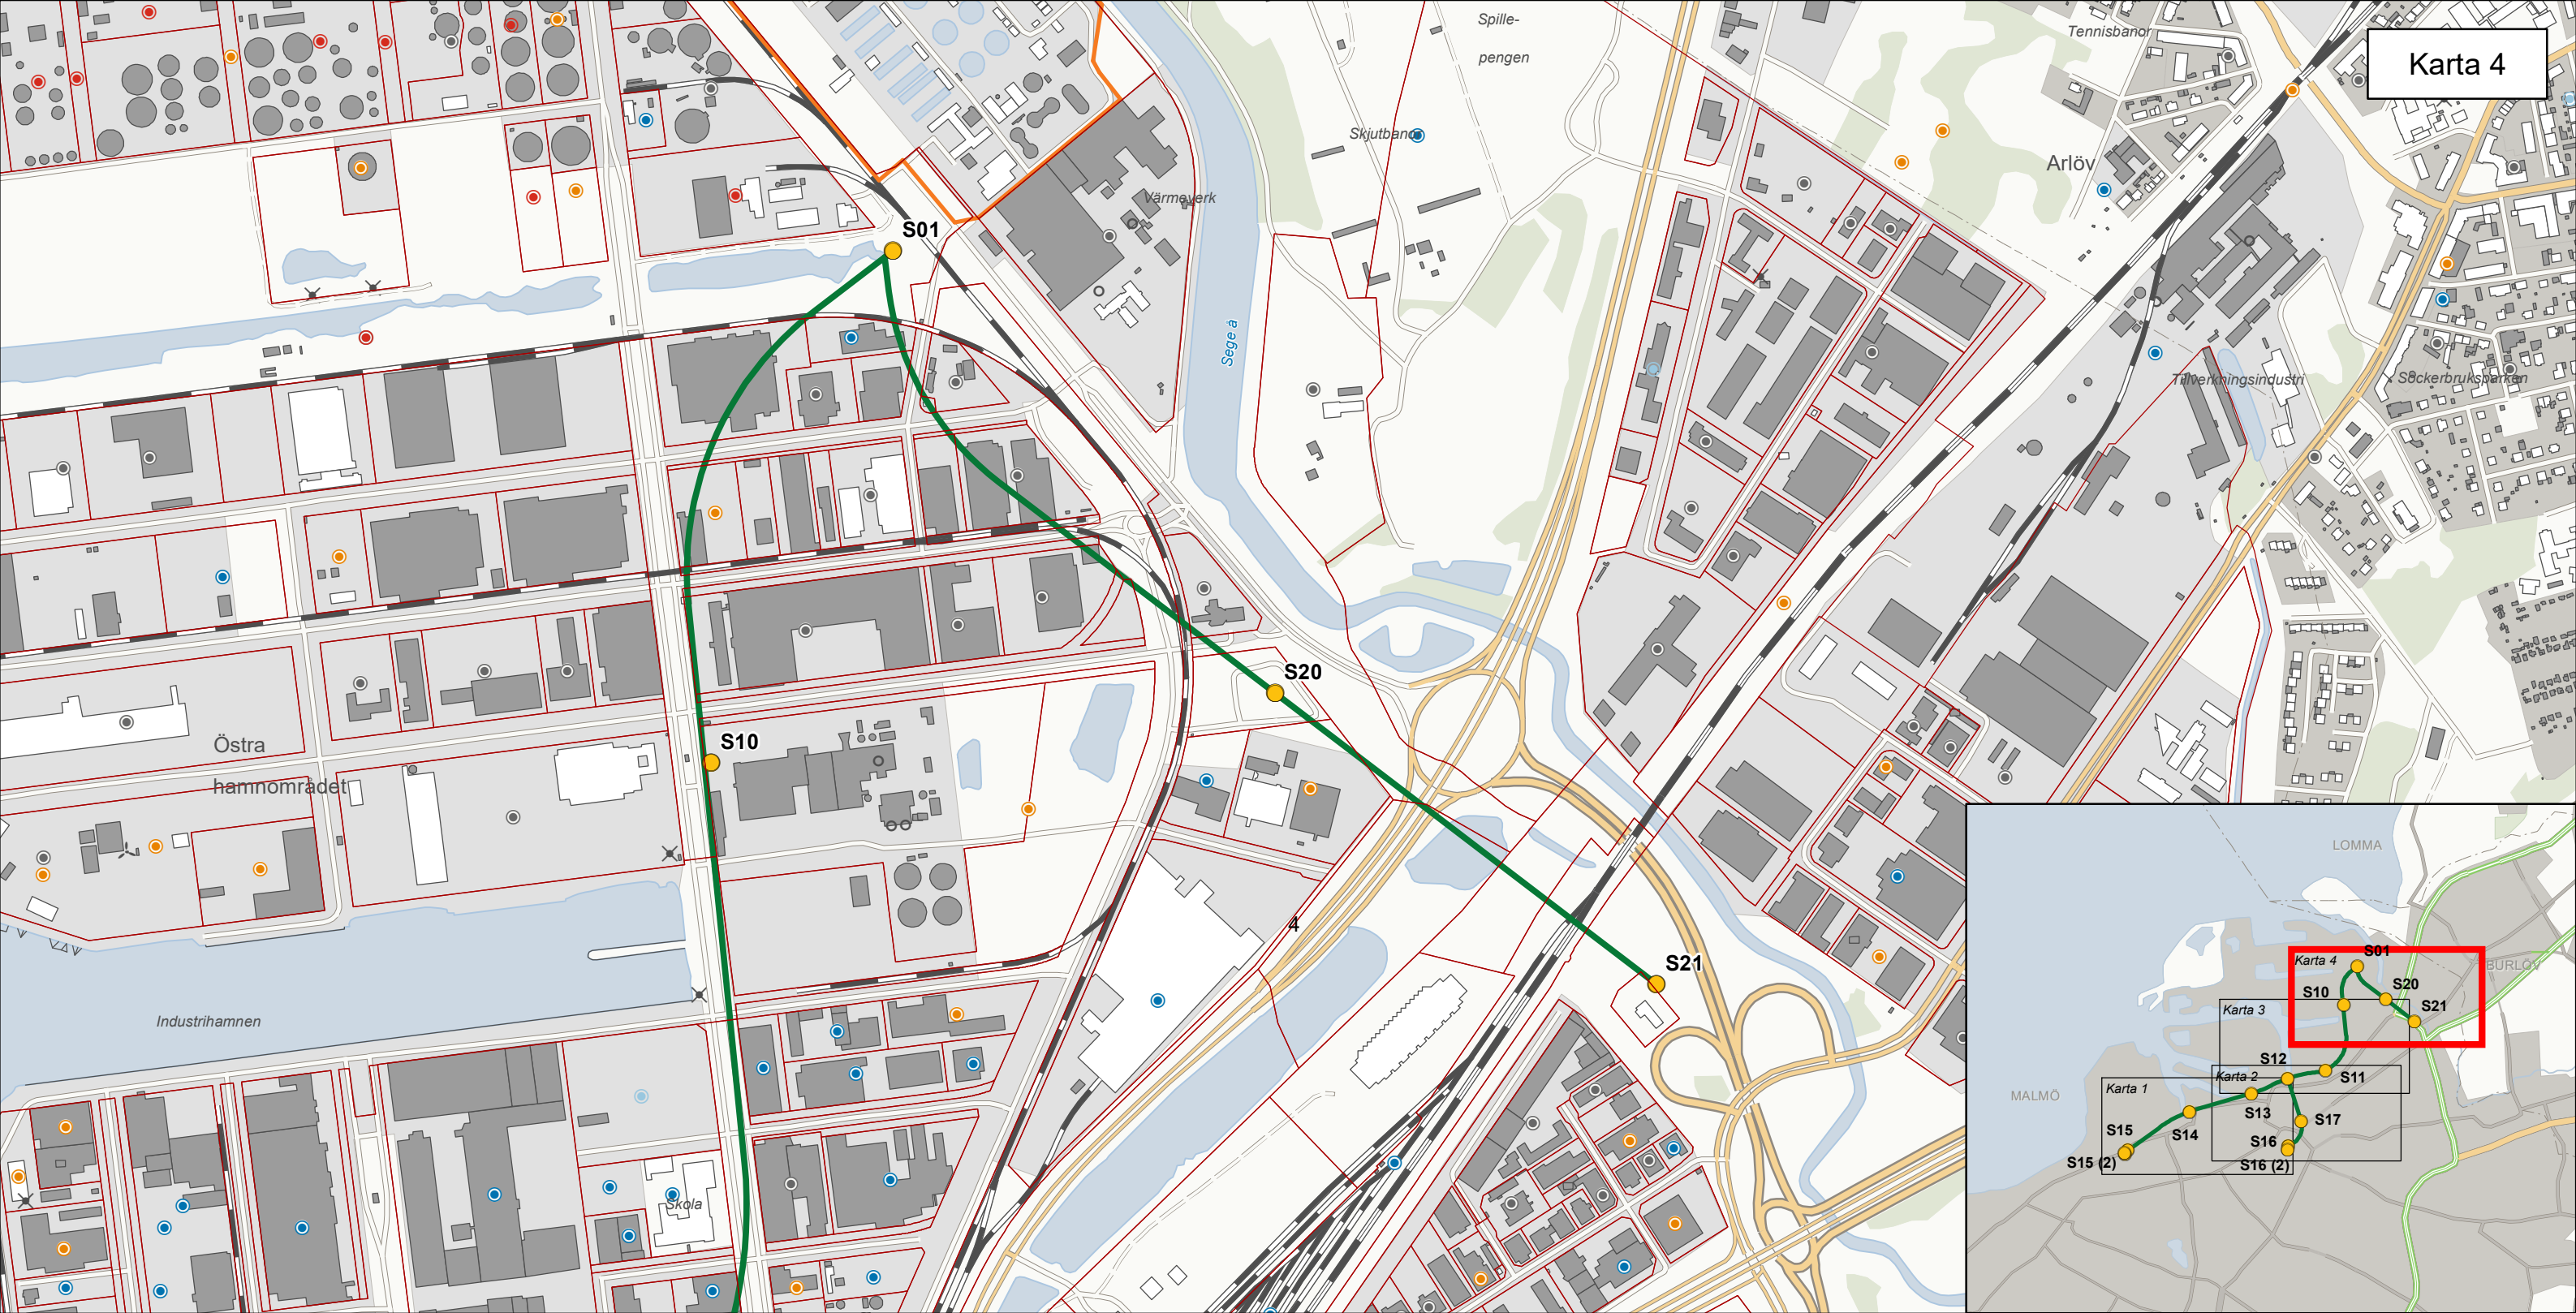 Spille-
pengen
Tennisbanor
Karta 4
Skjutbanor
Arlöv
Värmeverk
S01
Sege å
Tillverkningsindustri
Sockerbruksparken
S20
S10
Östra
hamnområdet
4
S21
Industrihamnen
Skola
LOMMA
S01
Karta 4
BURLÖV
S10
S20
S21
Karta 3
S12
Karta 2
S11
Karta 1
MALMÖ
S13
S17
S15
S14
S16
S15 (2)
S16 (2)